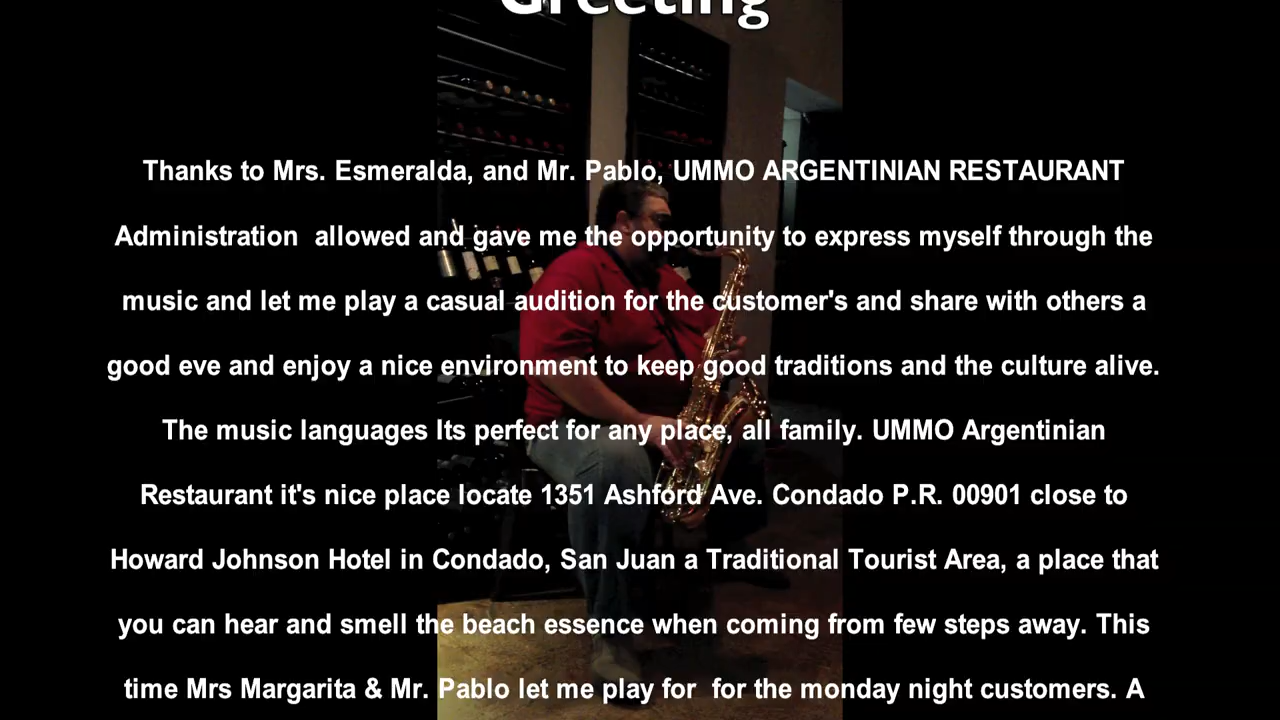 Greeting
Thanks to Mrs. Esmeralda, and Mr. Pablo, UMMO ARGENTINIAN RESTAURANT
Administration  allowed and gave me the opportunity to express myself through the
music and let me play a casual audition for the customer's and share with others a
good eve and enjoy a nice environment to keep good traditions and the culture alive.
The music languages Its perfect for any place, all family. UMMO Argentinian
Restaurant it's nice place locate 1351 Ashford Ave. Condado P.R. 00901 close to
Howard Johnson Hotel in Condado, San Juan a Traditional Tourist Area, a place that
you can hear and smell the beach essence when coming from few steps away. This
time Mrs Margarita & Mr. Pablo let me play for  for the monday night customers. A